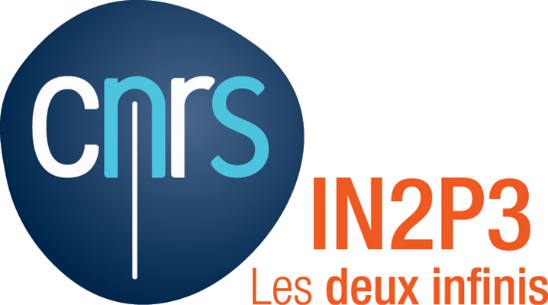 cnrs
IN2P3
Les deux infinis